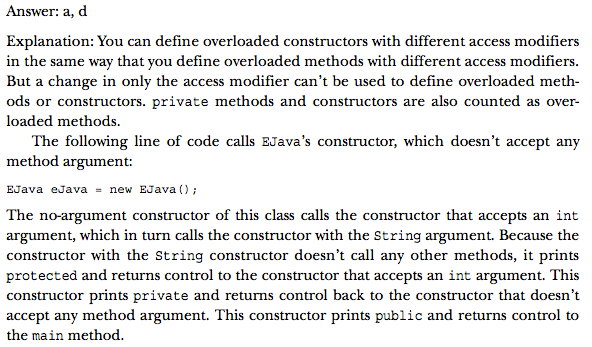 Answer: a, d
Explanation: You can define overloaded constructors with different access modifiers
in the same way that you define overloaded methods with different access modifiers.
But a change in only the access modifier can't be used to define overloaded meth-
ods or constructors. private methods and constructors are also counted as over-
loaded methods.
The following line of code calls EJava's constructor, which doesn't accept any
method argument:
EJava eJava = new EJava();
The no-argument constructor of this class calls the constructor that accepts an int
argument, which in turn calls the constructor with the String argument. Because the
constructor with the String constructor doesn't call any other methods, it prints
protected and returns control to the constructor that accepts an int argument. This
constructor prints private and returns control back to the constructor that doesn't
accept any method argument. This constructor prints public and returns control to
the main method.